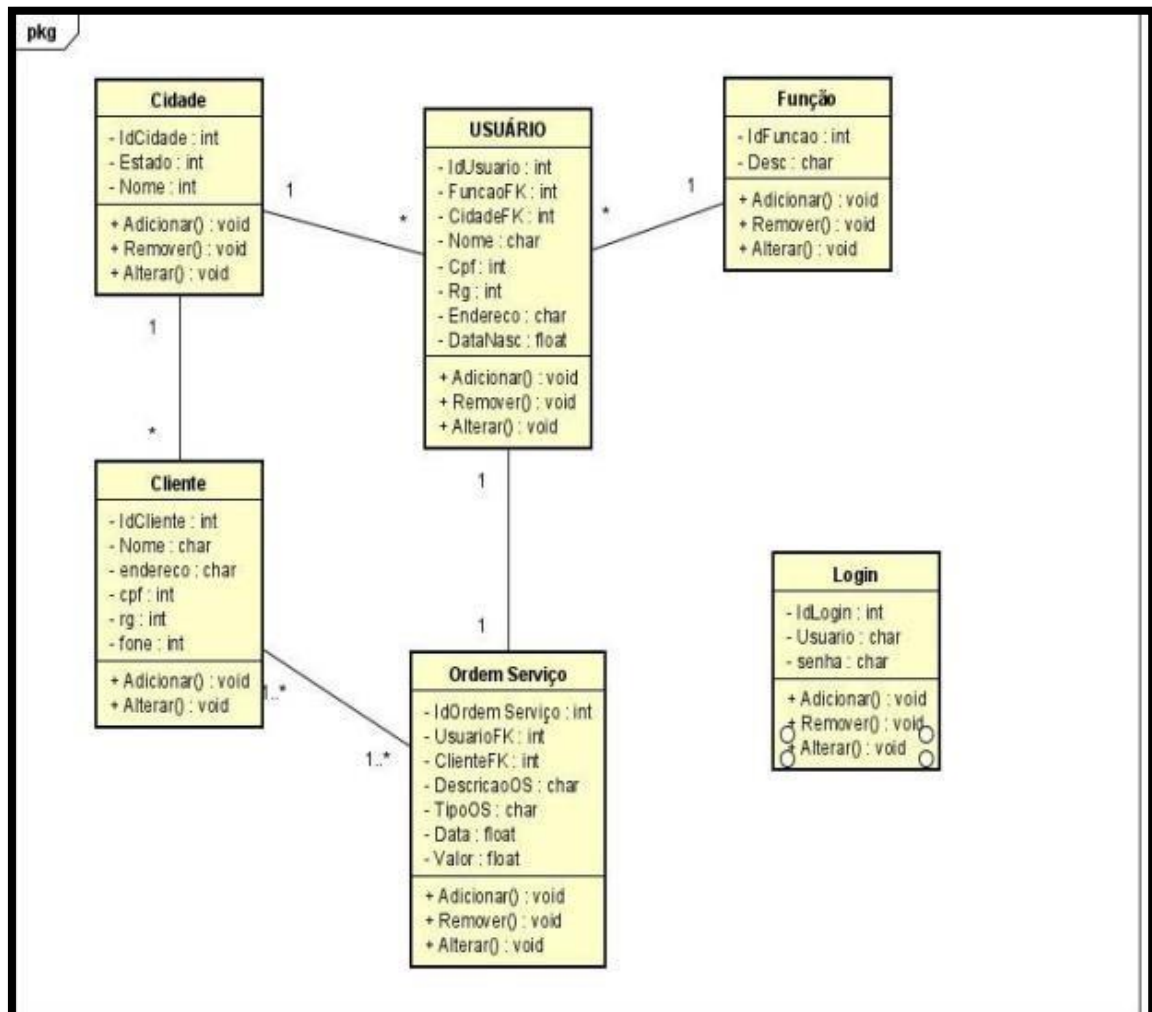 pkg
Cidade
- IdCidade : int
- Estado : int
- Nome : int
+ Adicionar() : void
+ Remover() : void
+ Alterar() : void
1
*
USUÁRIO
- IdUsuario : int
- FuncaoFK : int
- CidadeFK : int
- Nome : char
- Cpf : int
- Rg : int
- Endereco : char
- DataNasc : float
+ Adicionar() : void
+ Remover() : void
+ Alterar() : void
*
1
Função
- IdFuncao : int
- Desc : char
+ Adicionar() : void
+ Remover() : void
+ Alterar() : void
1
*
Cliente
- IdCliente : int
- Nome : char
- endereco : char
- cpf : int
- rg : int
- fone : int
+ Adicionar() : void
+ Alterar() : void
1..*
1..*
1
1
Ordem Serviço
- IdOrdem Serviço : int
- UsuarioFK : int
- ClienteFK : int
- DescricaoOS : char
- TipoOS : char
- Data : float
- Valor : float
+ Adicionar() : void
+ Remover() : void
+ Alterar() : void
Login
- IdLogin : int
- Usuario : char
- senha : char
+ Adicionar() : void
+ Remover() : void
+ Alterar() : void